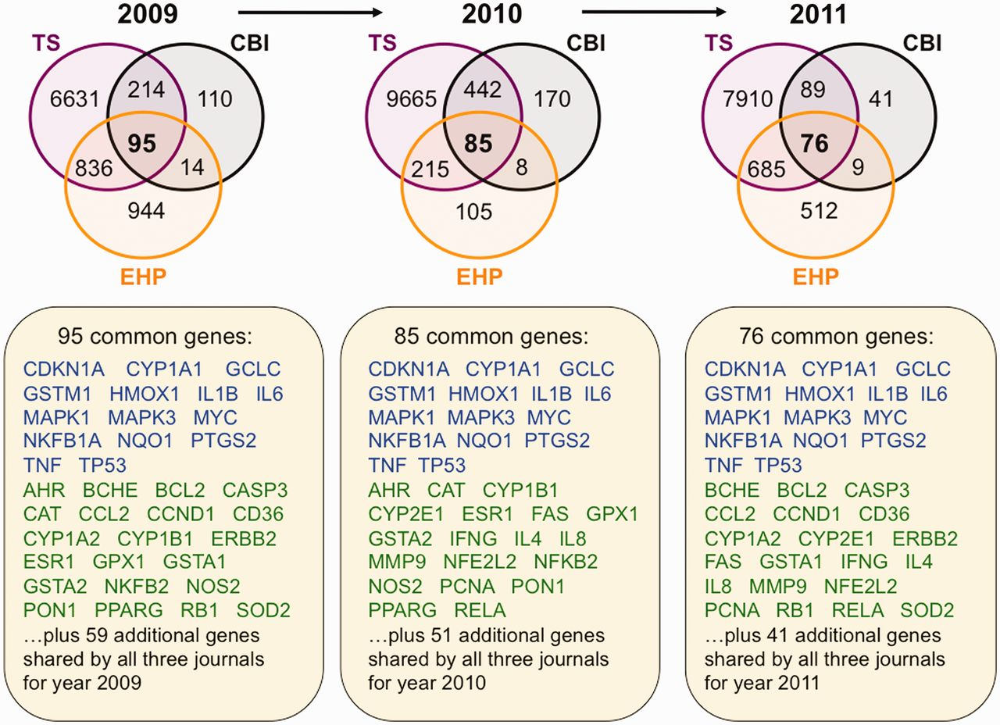 2009 2010 2011
TS CBI TS CBI TS CBI
6631 214 110 9665 442 170 7910 89 41
95 85 76
836 14 215 8 685 9
944 105 512
EHP EHP EHP
95 common genes:
CDKN1A CYP1A1 GCLC
GSTM1 HMOX1 IL1B IL6
MAPK1 MAPK3 MYC
NKFB1A NQO1 PTGS2
TNF TP53
AHR BCHE BCL2 CASP3
CAT CCL2 CCND1 CD36
CYP1A2 CYP1B1 ERBB2
ESR1 GPX1 GSTA1
GSTA2 NKFB2 NOS2
PON1 PPARG RB1 SOD2
…plus 59 additional genes
shared by all three journals
for year 2009
85 common genes:
CDKN1A CYP1A1 GCLC
GSTM1 HMOX1 IL1B IL6
MAPK1 MAPK3 MYC
NKFB1A NQO1 PTGS2
TNF TP53
AHR CAT CYP1B1
CYP2E1 ESR1 FAS GPX1
GSTA2 IFNG IL4 IL8
MMP9 NFE2L2 NFKB2
NOS2 PCNA PON1
PPARG RELA
…plus 51 additional genes
shared by all three journals
for year 2010
76 common genes:
CDKN1A CYP1A1 GCLC
GSTM1 HMOX1 IL1B IL6
MAPK1 MAPK3 MYC
NKFB1A NQO1 PTGS2
TNF TP53
BCHE BCL2 CASP3
CCL2 CCND1 CD36
CYP1A2 CYP2E1 ERBB2
FAS GSTA1 IFNG IL4
IL8 MMP9 NFE2L2
PCNA RB1 RELA SOD2
…plus 41 additional genes
shared by all three journals
for year 2011